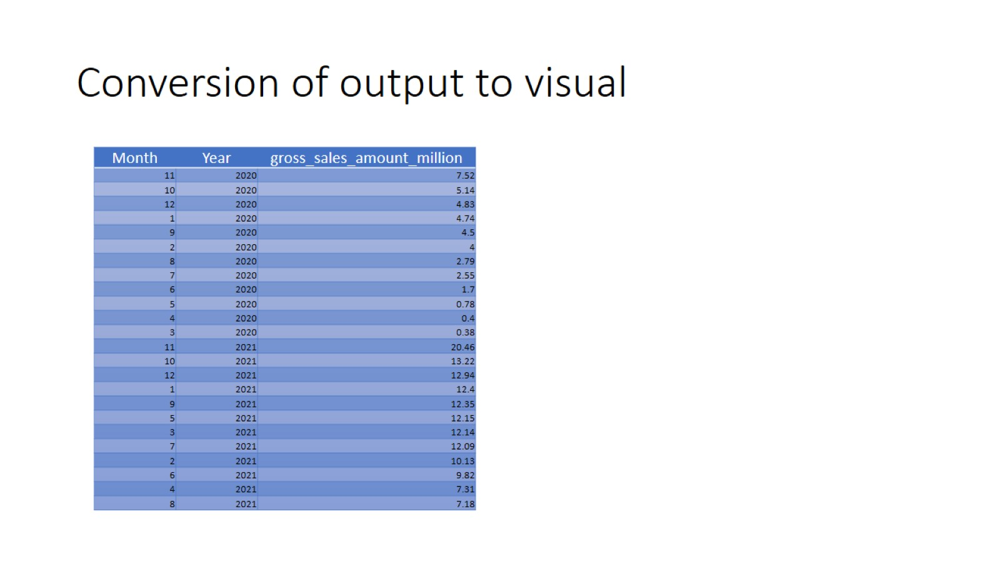 Conversion of output to visual
Month Year gross_sales_amount_million
11 2020 7.52
10 2020 5.14
12 2020 4.83
1 2020 4.74
9 2020 4.5
2 2020 4
8 2020 2.79
7 2020 2.55
6 2020 1.7
5 2020 0.78
4 2020 0.4
3 2020 0.38
11 2021 20.46
10 2021 13.22
12 2021 12.94
1 2021 12.4
9 2021 12.35
5 2021 12.15
3 2021 12.14
7 2021 12.09
2 2021 10.13
6 2021 9.82
4 2021 7.31
8 2021 7.18